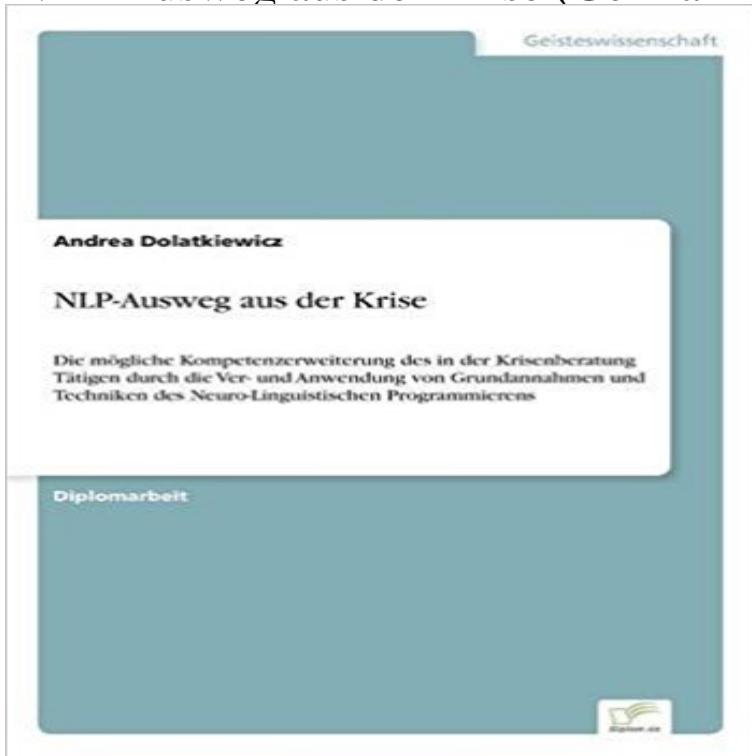 Geisteswissenschaft
Andrea Dolatkiewicz
NLP-Ausweg aus der Krise
Die mögliche Kompetenzerweiterung des in der Krisenberatung
Tätigen durch die Ver- und Anwendung von Grundannahmen und
Techniken des Neuro-Linguistischen Programmierens
Diplomarbeit